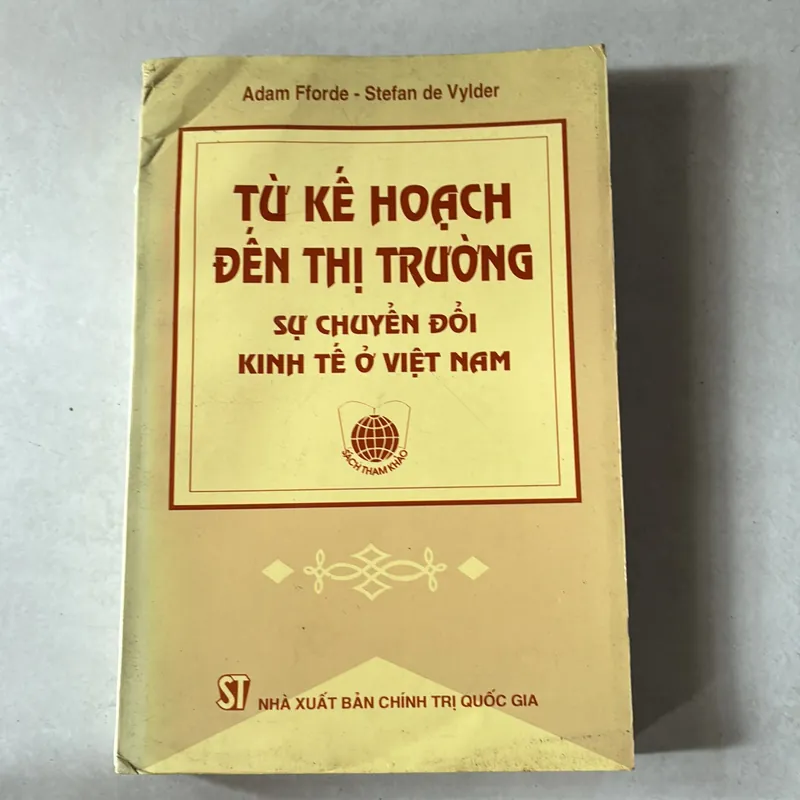 Adam Fforde - Stefan de Vylder
TỪ KẾ HOẠCH
ĐẾN THỊ TRƯỜNG
SỰ CHUYỂN ĐỔI
KINH TẾ Ở VIỆT NAM
SÁCH THAM KHẢO
ST NHÀ XUẤT BẢN CHÍNH TRỊ QUỐC GIA